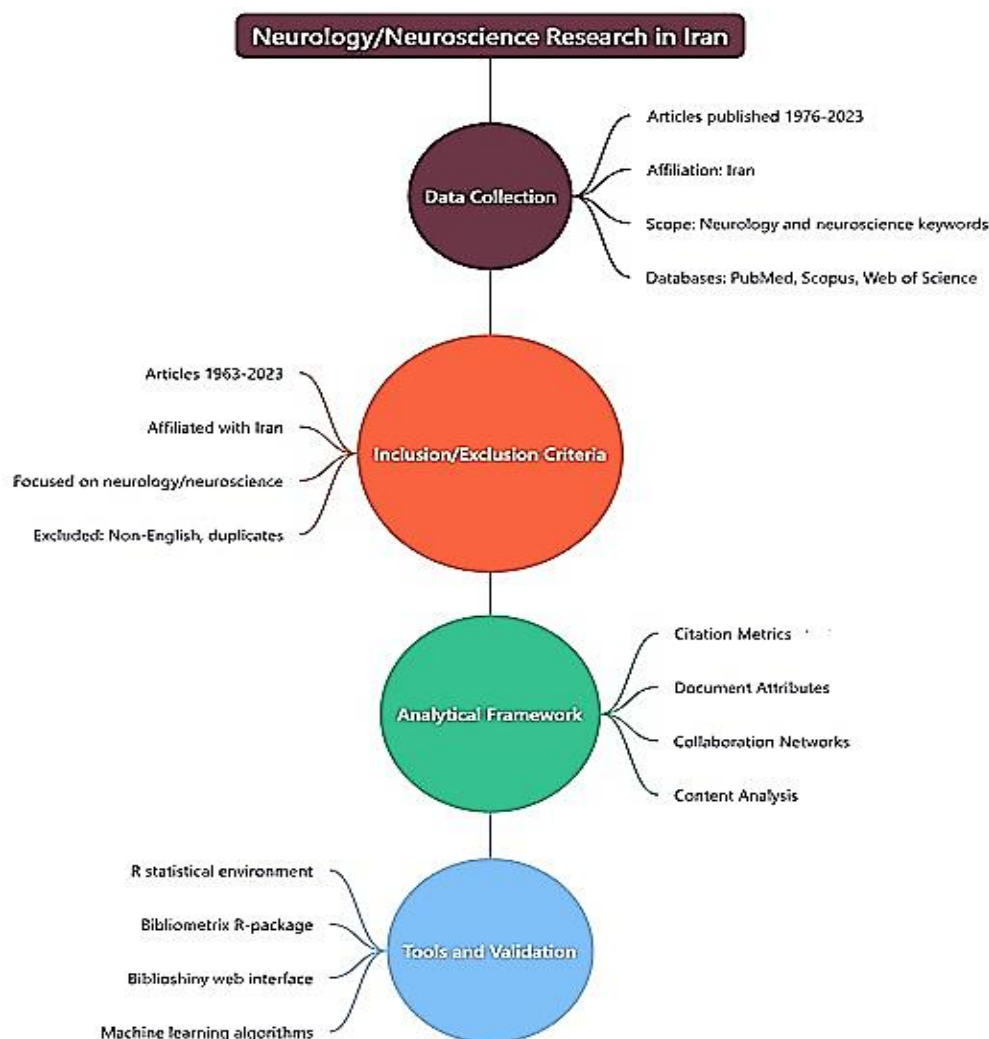 Neurology/Neuroscience Research in Iran
Data Collection
Articles published 1976-2023
Affiliation: Iran
Scope: Neurology and neuroscience keywords
Databases: PubMed, Scopus, Web of Science
Inclusion/Exclusion Criteria
Articles 1963-2023
Affiliated with Iran
Focused on neurology/neuroscience
Excluded: Non-English, duplicates
Analytical Framework
Citation Metrics
Document Attributes
Collaboration Networks
Content Analysis
Tools and Validation
R statistical environment
Bibliometrix R-package
Biblioshiny web interface
Machine learning algorithms